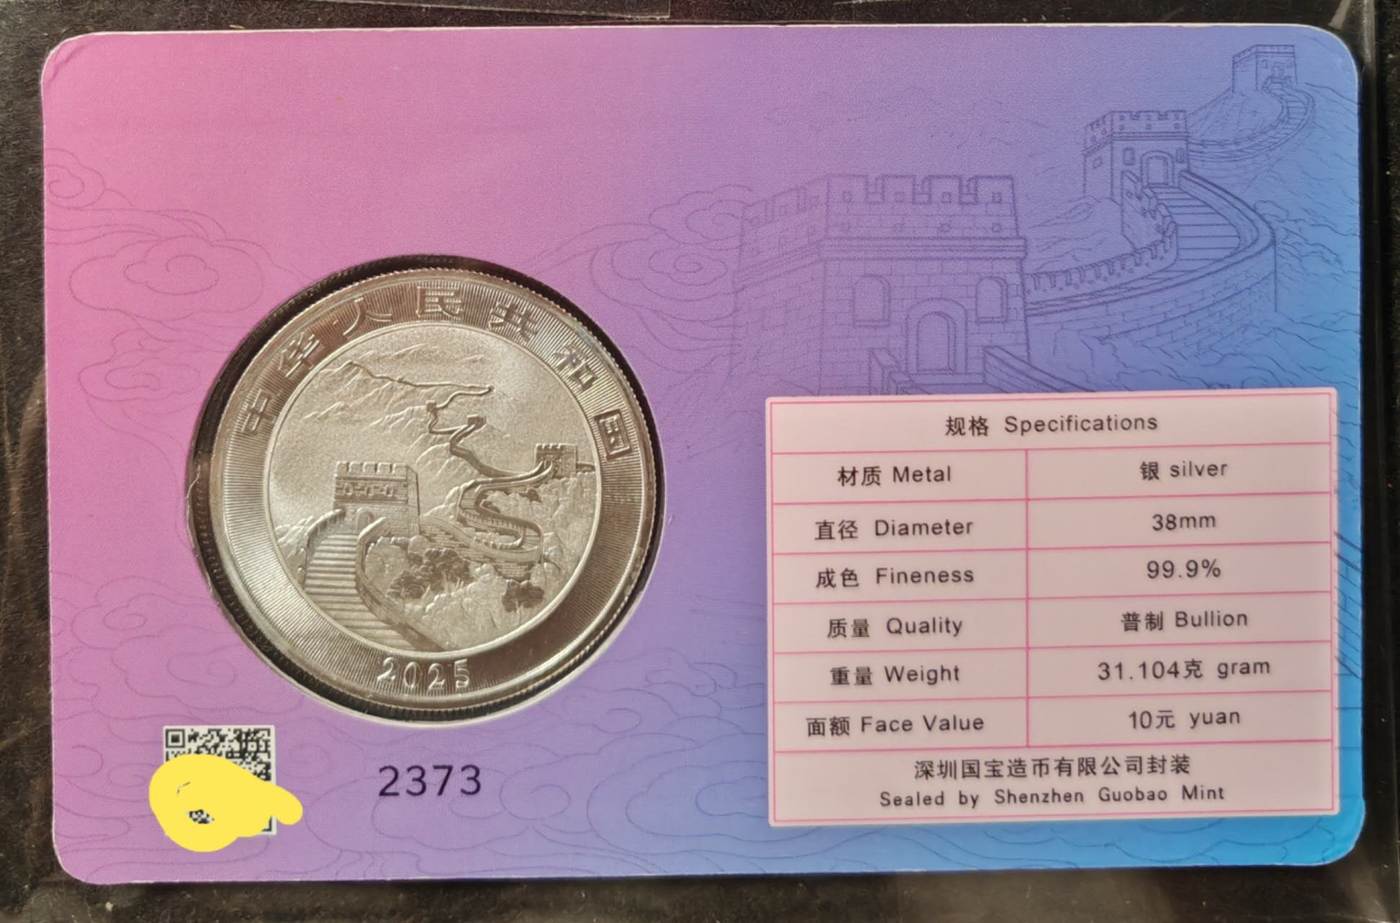 中华人民共和国
2025
2373
规格 Specifications
材质 Metal 银 silver
直径 Diameter 38mm
成色 Fineness 99.9%
质量 Quality 普制 Bullion
重量 Weight 31.104克 gram
面额 Face Value 10元 yuan
深圳国宝造币有限公司封装
Sealed by Shenzhen Guobao Mint